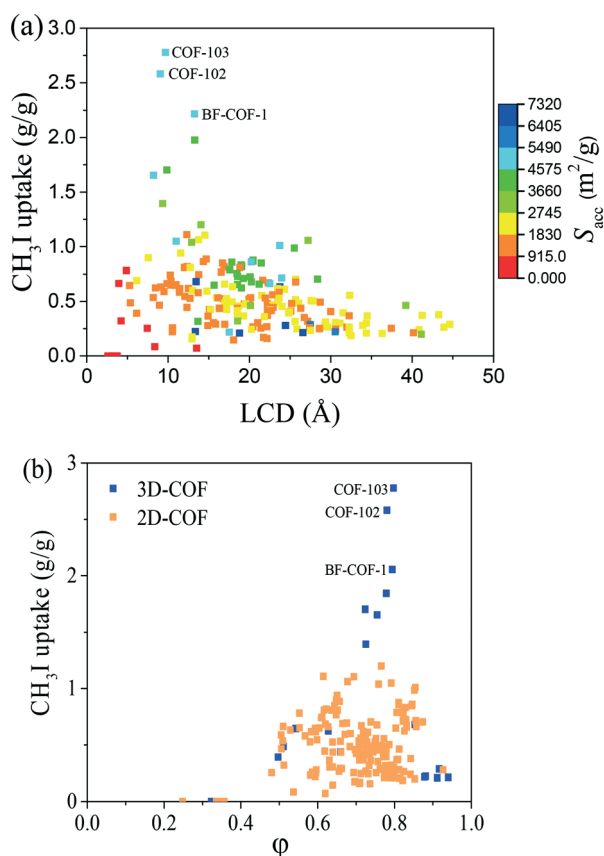 (a)
3.0
2.5
2.0
1.5
1.0
0.5
0.0
CH₃I uptake (g/g)
COF-103
COF-102
BF-COF-1
0
10
20
30
40
50
LCD (Å)
7320
6405
5490
4575
3660
2745
1830
915.0
0.000
S_acc (m²/g)
(b)
3
2
1
0
CH₃I uptake (g/g)
3D-COF
2D-COF
COF-103
COF-102
BF-COF-1
0.0
0.2
0.4
0.6
0.8
1.0
φ